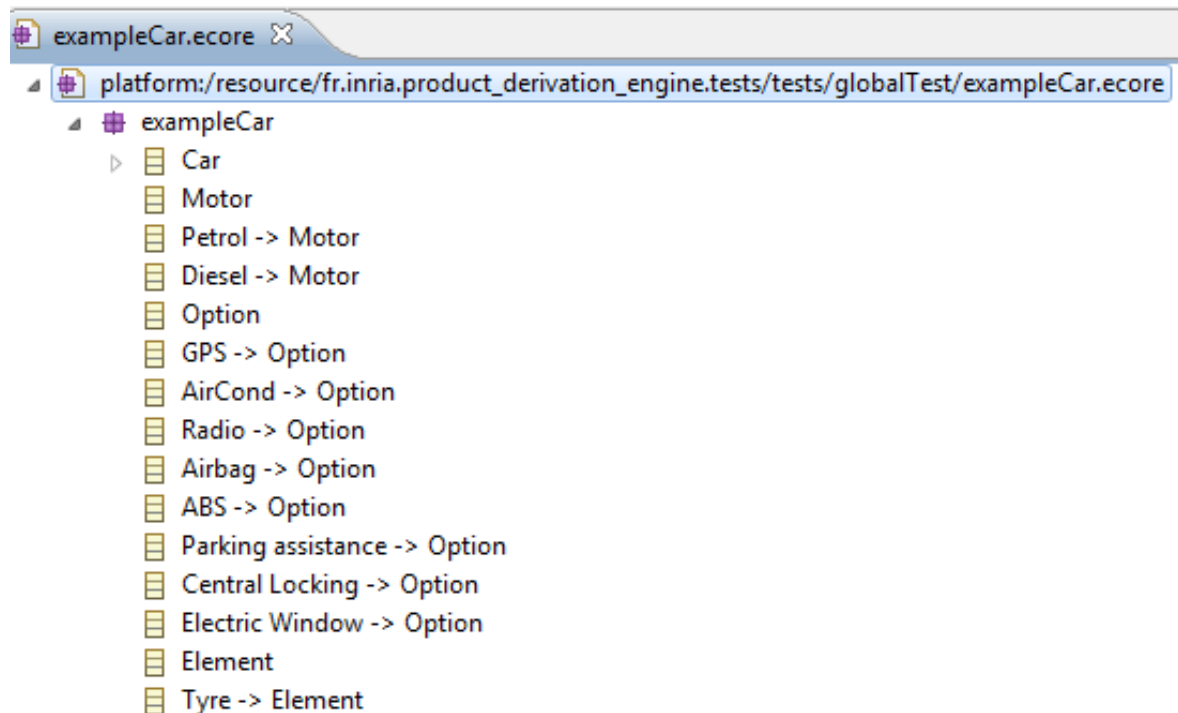 exampleCar.ecore
platform:/resource/fr.inria.product_derivation_engine.tests/tests/globalTest/exampleCar.ecore
exampleCar
Car
Motor
Petrol -> Motor
Diesel -> Motor
Option
GPS -> Option
AirCond -> Option
Radio -> Option
Airbag -> Option
ABS -> Option
Parking assistance -> Option
Central Locking -> Option
Electric Window -> Option
Element
Tyre -> Element